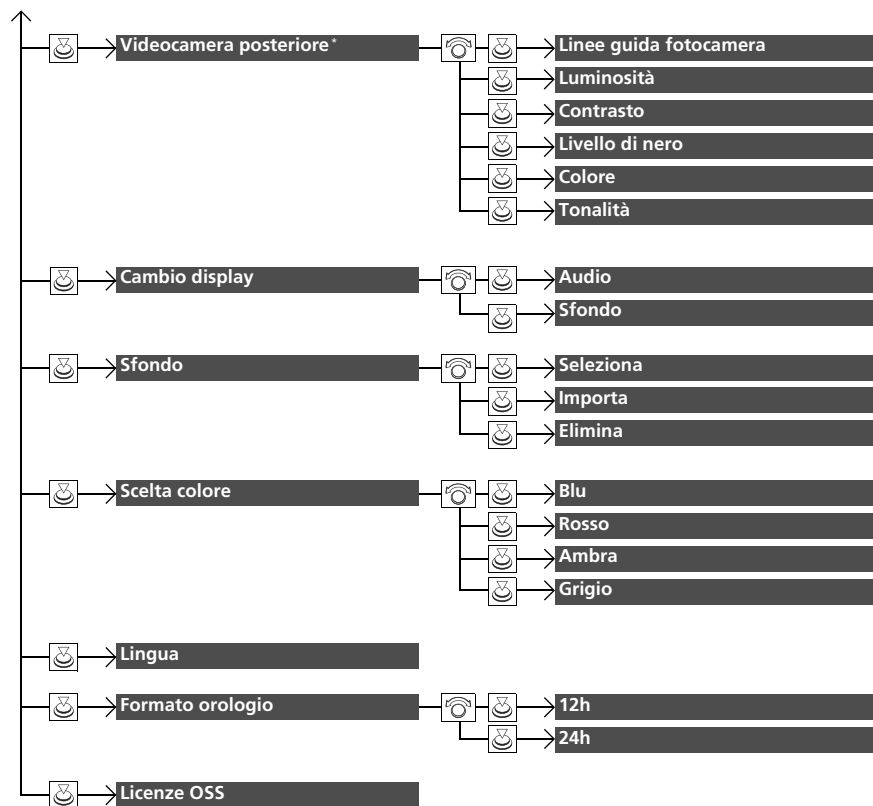 Videocamera posteriore*
Linee guida fotocamera
Luminosità
Contrasto
Livello di nero
Colore
Tonalità
Cambio display
Audio
Sfondo
Sfondo
Seleziona
Importa
Elimina
Scelta colore
Blu
Rosso
Ambra
Grigio
Lingua
Formato orologio
12h
24h
Licenze OSS